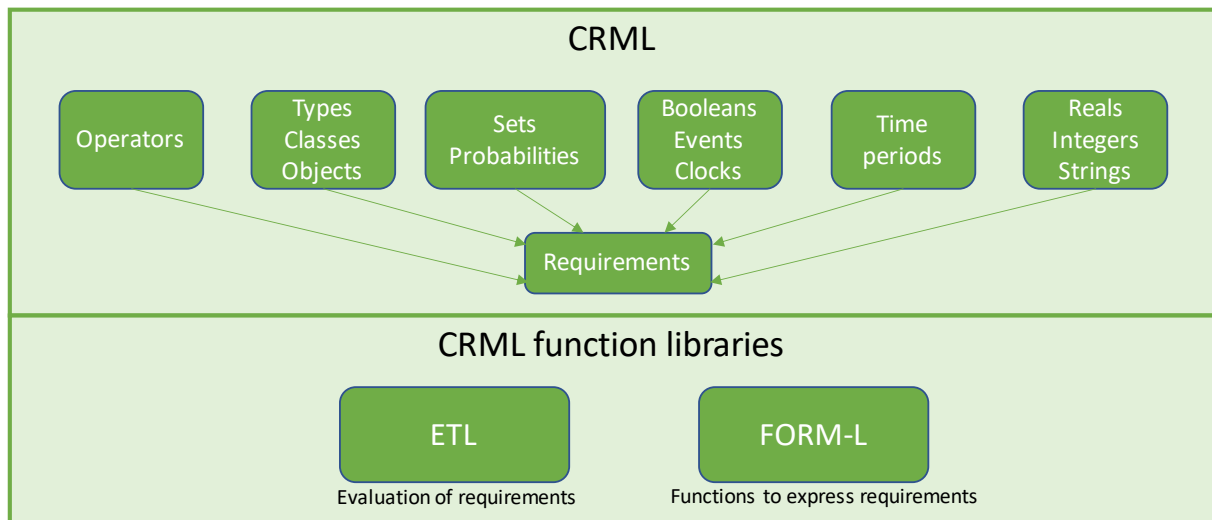 CRML
Operators
Types
Classes
Objects
Sets
Probabilities
Booleans
Events
Clocks
Time
periods
Reals
Integers
Strings
Requirements
CRML function libraries
ETL
FORM-L
Evaluation of requirements
Functions to express requirements